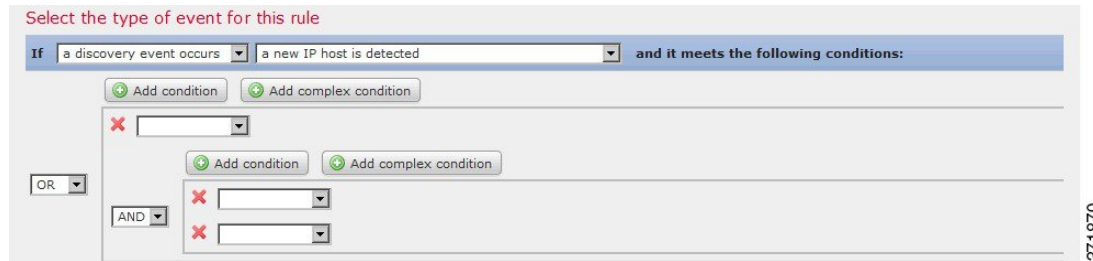 Select the type of event for this rule
If a discovery event occurs a new IP host is detected and it meets the following conditions:
Add condition Add complex condition
Add condition Add complex condition
OR
AND
371870